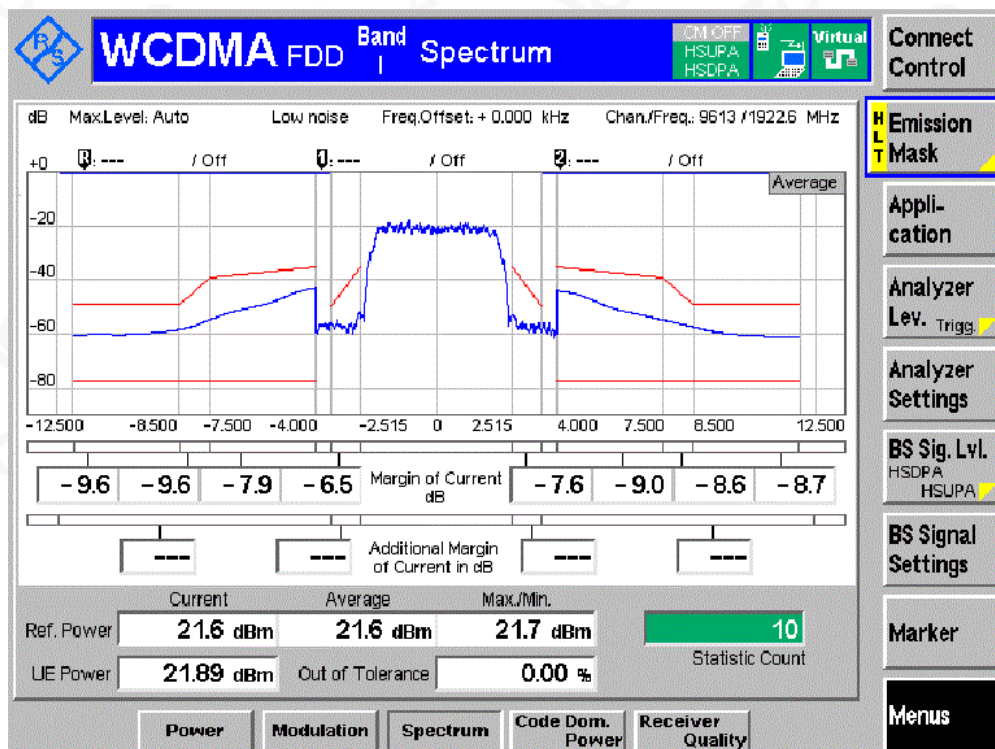 R/S
WCDMA FDD Band I Spectrum
CM OFF
HSUPA
HSDPA
Virtual
Connect Control
dB Max.Level: Auto Low noise Freq.Offset: + 0.000 kHz Chan./Freq.: 9613 /1922.6 MHz
R: --- / Off 1: --- / Off 2: --- / Off
Average
+0
-20
-40
-60
-80
-12.500 -8.500 -7.500 -4.000 -2.515 0 2.515 4.000 7.500 8.500 12.500
- 9.6 - 9.6 - 7.9 - 6.5 Margin of Current dB - 7.6 - 9.0 - 8.6 - 8.7
--- --- Additional Margin of Current in dB --- ---
Current Average Max./Min.
Ref. Power 21.6 dBm 21.6 dBm 21.7 dBm
10
Statistic Count
UE Power 21.89 dBm Out of Tolerance 0.00 %
HLT
Emission Mask
Appli-
cation
Analyzer
Lev. Trigg.
Analyzer
Settings
BS Sig. Lvl.
HSDPA
HSUPA
BS Signal
Settings
Marker
Menus
Power Modulation Spectrum Code Dom. Power Receiver Quality